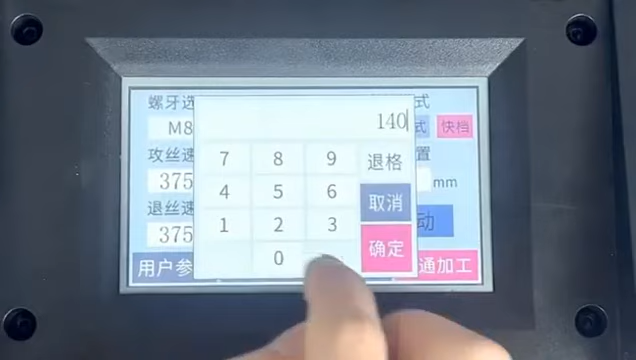 螺牙选 式
M8 140 式 快档
攻丝速 7 8 9 退格 置
375 4 5 6 取消 mm
退丝速 1 2 3 动
375 0 确定
用户参 通加工